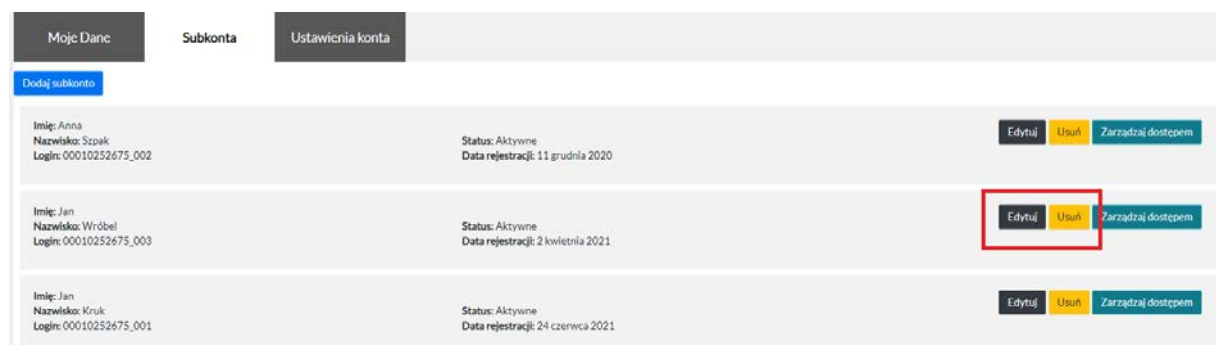 Moje Dane Subkonta Ustawienia konta
Dodaj subkonto
Imię: Anna
Nazwisko: Szpak
Login: 00010252675_002
Status: Aktywne
Data rejestracji: 11 grudnia 2020
Edytuj Usuń Zarządzaj dostępem
Imię: Jan
Nazwisko: Wróbel
Login: 00010252675_003
Status: Aktywne
Data rejestracji: 2 kwietnia 2021
Edytuj Usuń Zarządzaj dostępem
Imię: Jan
Nazwisko: Kruk
Login: 00010252675_001
Status: Aktywne
Data rejestracji: 24 czerwca 2021
Edytuj Usuń Zarządzaj dostępem